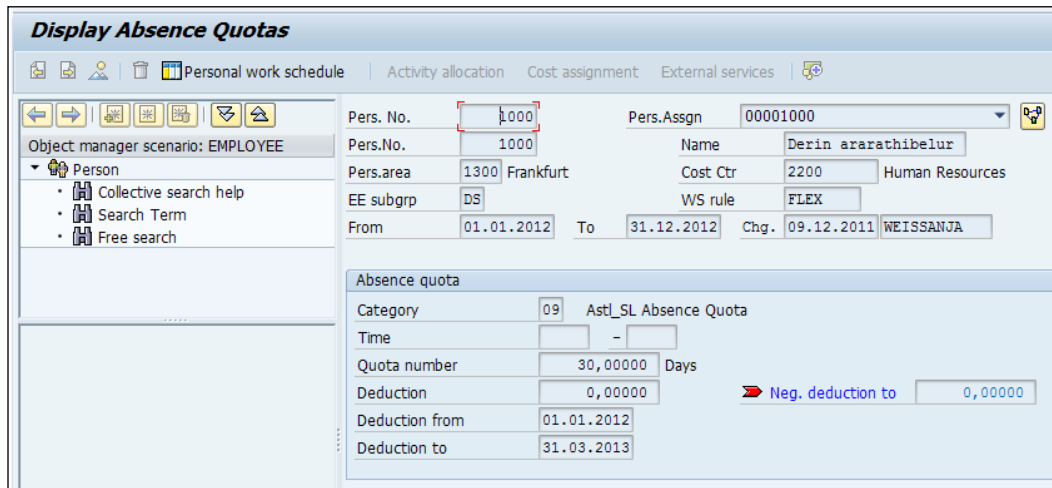 Display Absence Quotas
Personal work schedule Activity allocation Cost assignment External services
Object manager scenario: EMPLOYEE
Person
Collective search help
Search Term
Free search
Pers. No. 1000 Pers.Assgn 00001000
Pers.No. 1000 Name Derin ararathibelur
Pers.area 1300 Frankfurt Cost Ctr 2200 Human Resources
EE subgrp DS WS rule FLEX
From 01.01.2012 To 31.12.2012 Chg. 09.12.2011 WEISSANJA
Absence quota
Category 09 Astl_SL Absence Quota
Time -
Quota number 30,00000 Days
Deduction 0,00000 Neg. deduction to 0,00000
Deduction from 01.01.2012
Deduction to 31.03.2013